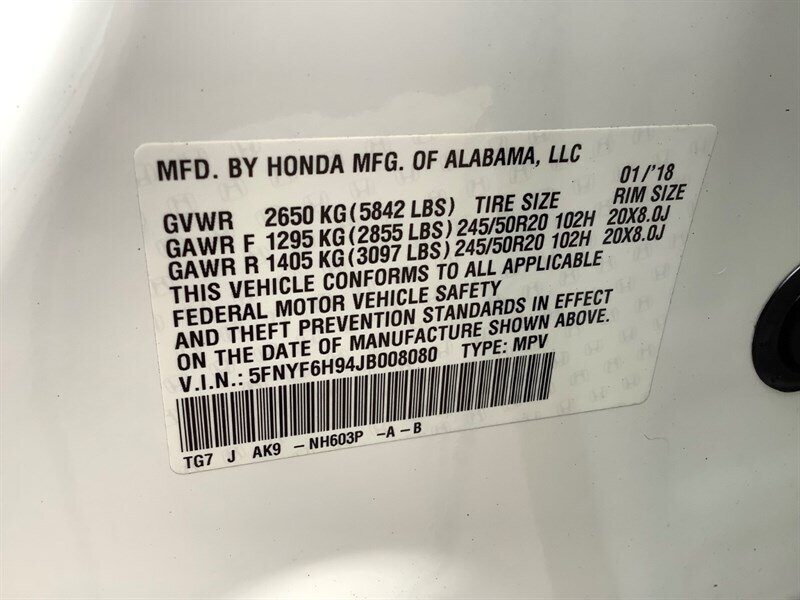 MFD. BY HONDA MFG. OF ALABAMA, LLC 01/'18
GVWR 2650 KG (5842 LBS) TIRE SIZE RIM SIZE
GAWR F 1295 KG (2855 LBS) 245/50R20 102H 20X8.0J
GAWR R 1405 KG (3097 LBS) 245/50R20 102H 20X8.0J
THIS VEHICLE CONFORMS TO ALL APPLICABLE
FEDERAL MOTOR VEHICLE SAFETY
AND THEFT PREVENTION STANDARDS IN EFFECT
ON THE DATE OF MANUFACTURE SHOWN ABOVE.
V.I.N.: 5FNYF6H94JB008080 TYPE: MPV
TG7 J AK9 -NH603P -A-B